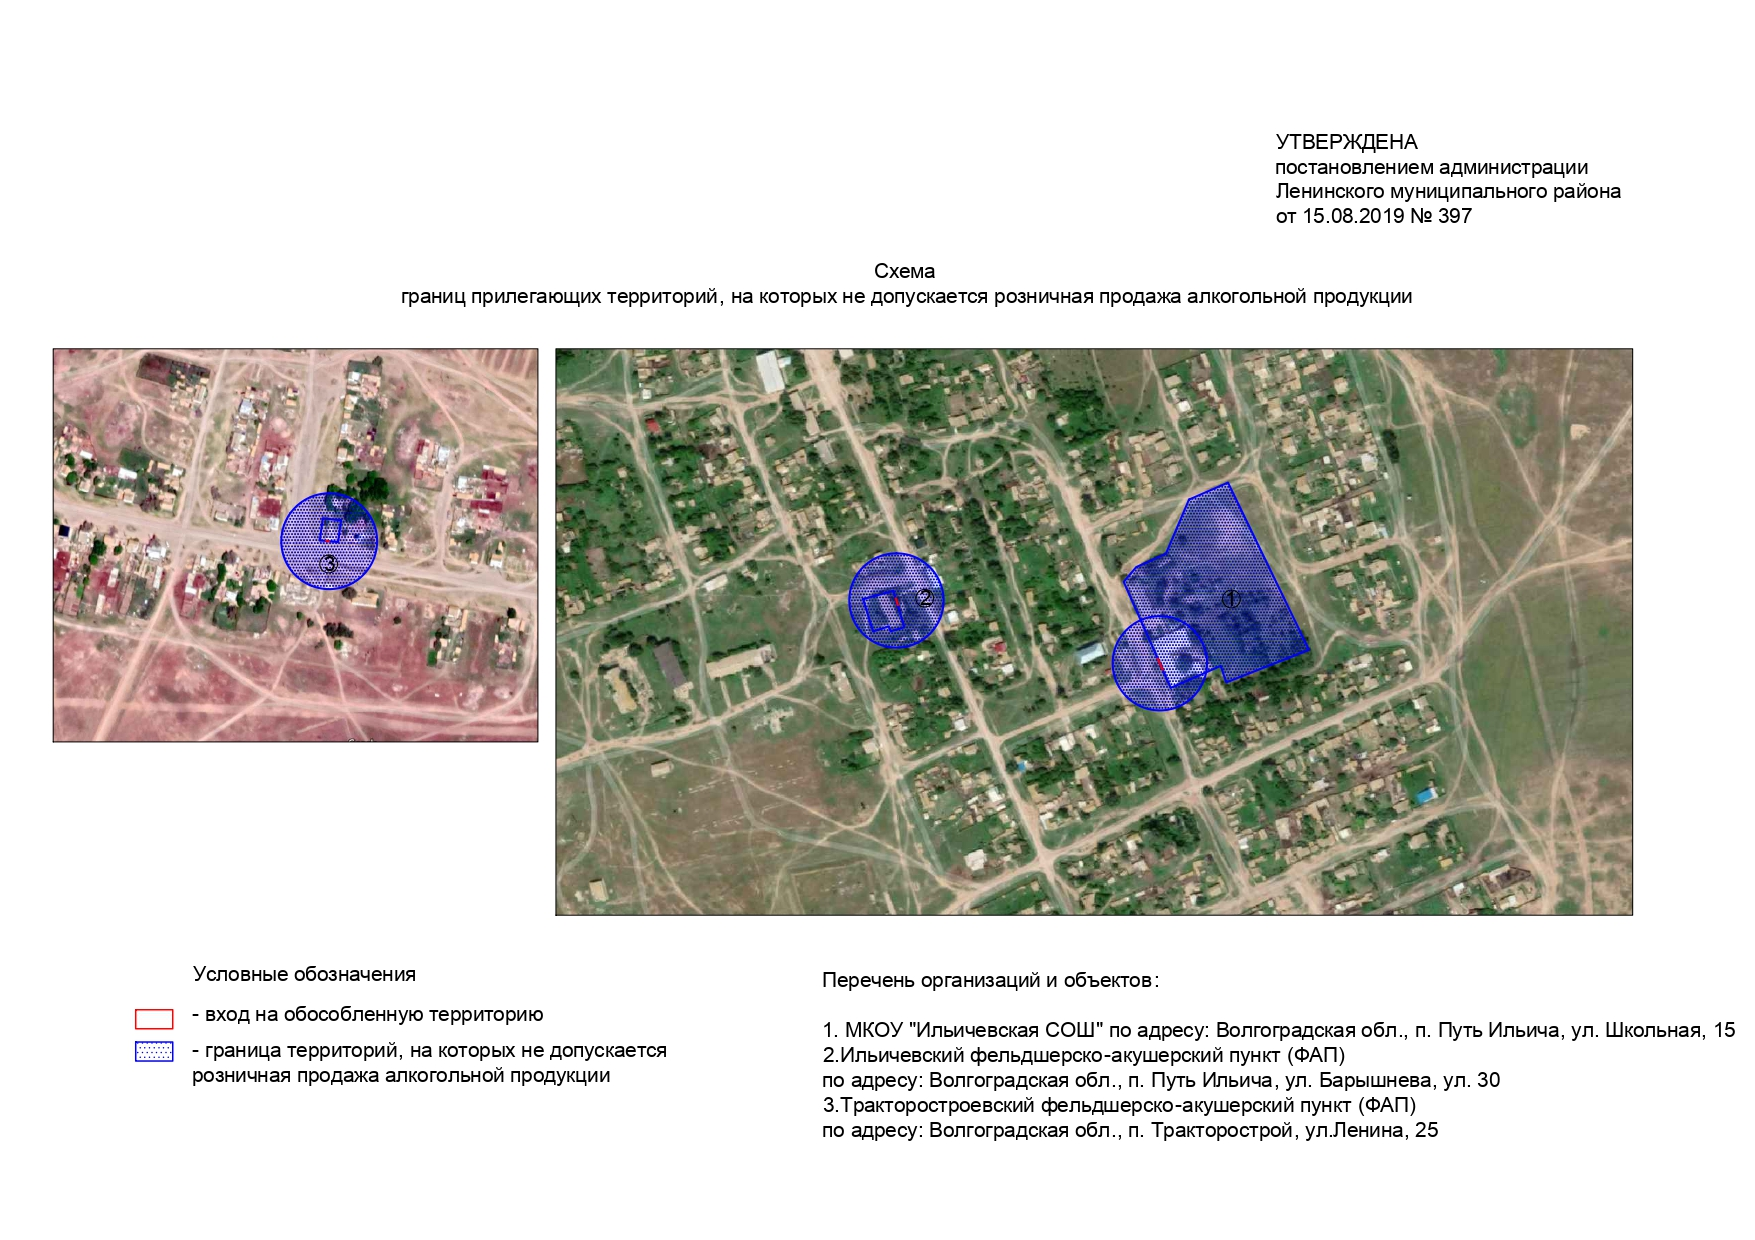 УТВЕРЖДЕНА
постановлением администрации
Ленинского муниципального района
от 15.08.2019 № 397
Схема
границ прилегающих территорий, на которых не допускается розничная продажа алкогольной продукции
3
2
1
Условные обозначения
- вход на обособленную территорию
- граница территорий, на которых не допускается
розничная продажа алкогольной продукции
Перечень организаций и объектов:
1. МКОУ "Ильичевская СОШ" по адресу: Волгоградская обл., п. Путь Ильича, ул. Школьная, 15
2.Ильичевский фельдшерско-акушерский пункт (ФАП)
по адресу: Волгоградская обл., п. Путь Ильича, ул. Барышнева, ул. 30
3.Тракторостроевский фельдшерско-акушерский пункт (ФАП)
по адресу: Волгоградская обл., п. Тракторострой, ул.Ленина, 25